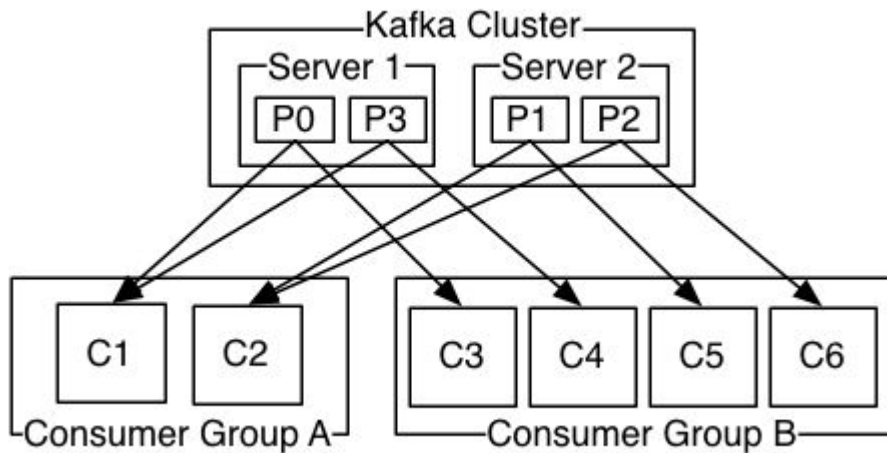 Kafka Cluster
Server 1 Server 2
P0 P3 P1 P2
C1 C2 C3 C4 C5 C6
Consumer Group A Consumer Group B